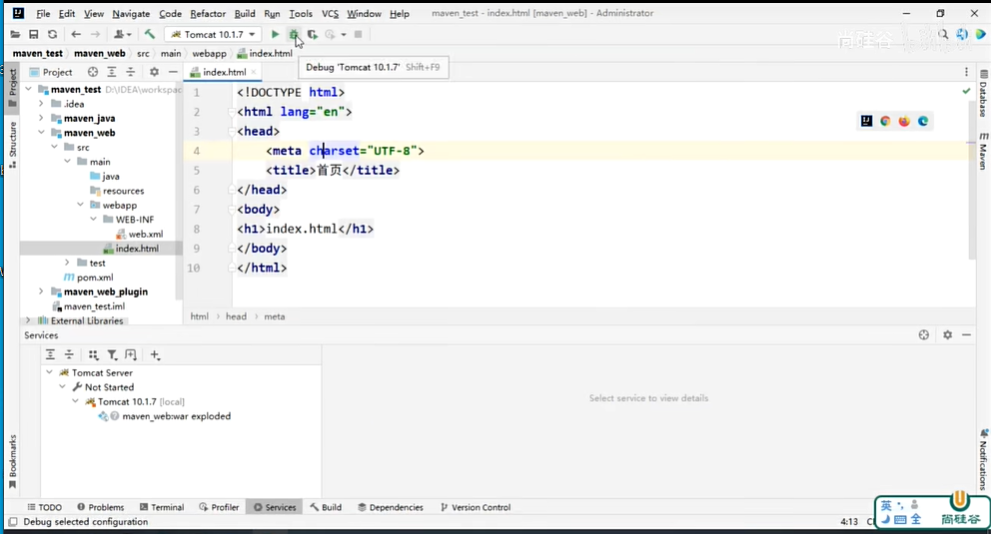 File Edit View Navigate Code Refactor Build Run Tools VCS Window Help maven_test - index.html [maven_web] - Administrator
Tomcat 10.1.7
尚硅谷
maven_test maven_web src main webapp index.html
Debug 'Tomcat 10.1.7' Shift+F9
Project
index.html
maven_test D:\IDEA\workspac
.idea
maven_java
maven_web
src
main
java
resources
webapp
WEB-INF
web.xml
index.html
test
pom.xml
maven_web_plugin
maven_test.iml
External Libraries
1 <!DOCTYPE html>
2 <html lang="en">
3 <head>
4 <meta charset="UTF-8">
5 <title>首页</title>
6 </head>
7 <body>
8 <h1>index.html</h1>
9 </body>
10 </html>
html › head › meta
Project
Structure
Bookmarks
Database
m
Maven
Notifications
Services
Tomcat Server
Not Started
Tomcat 10.1.7 [local]
maven_web:war exploded
Select service to view details
TODO Problems Terminal Profiler Services Build Dependencies Version Control
Debug selected configuration
4:13
英
全
尚硅谷